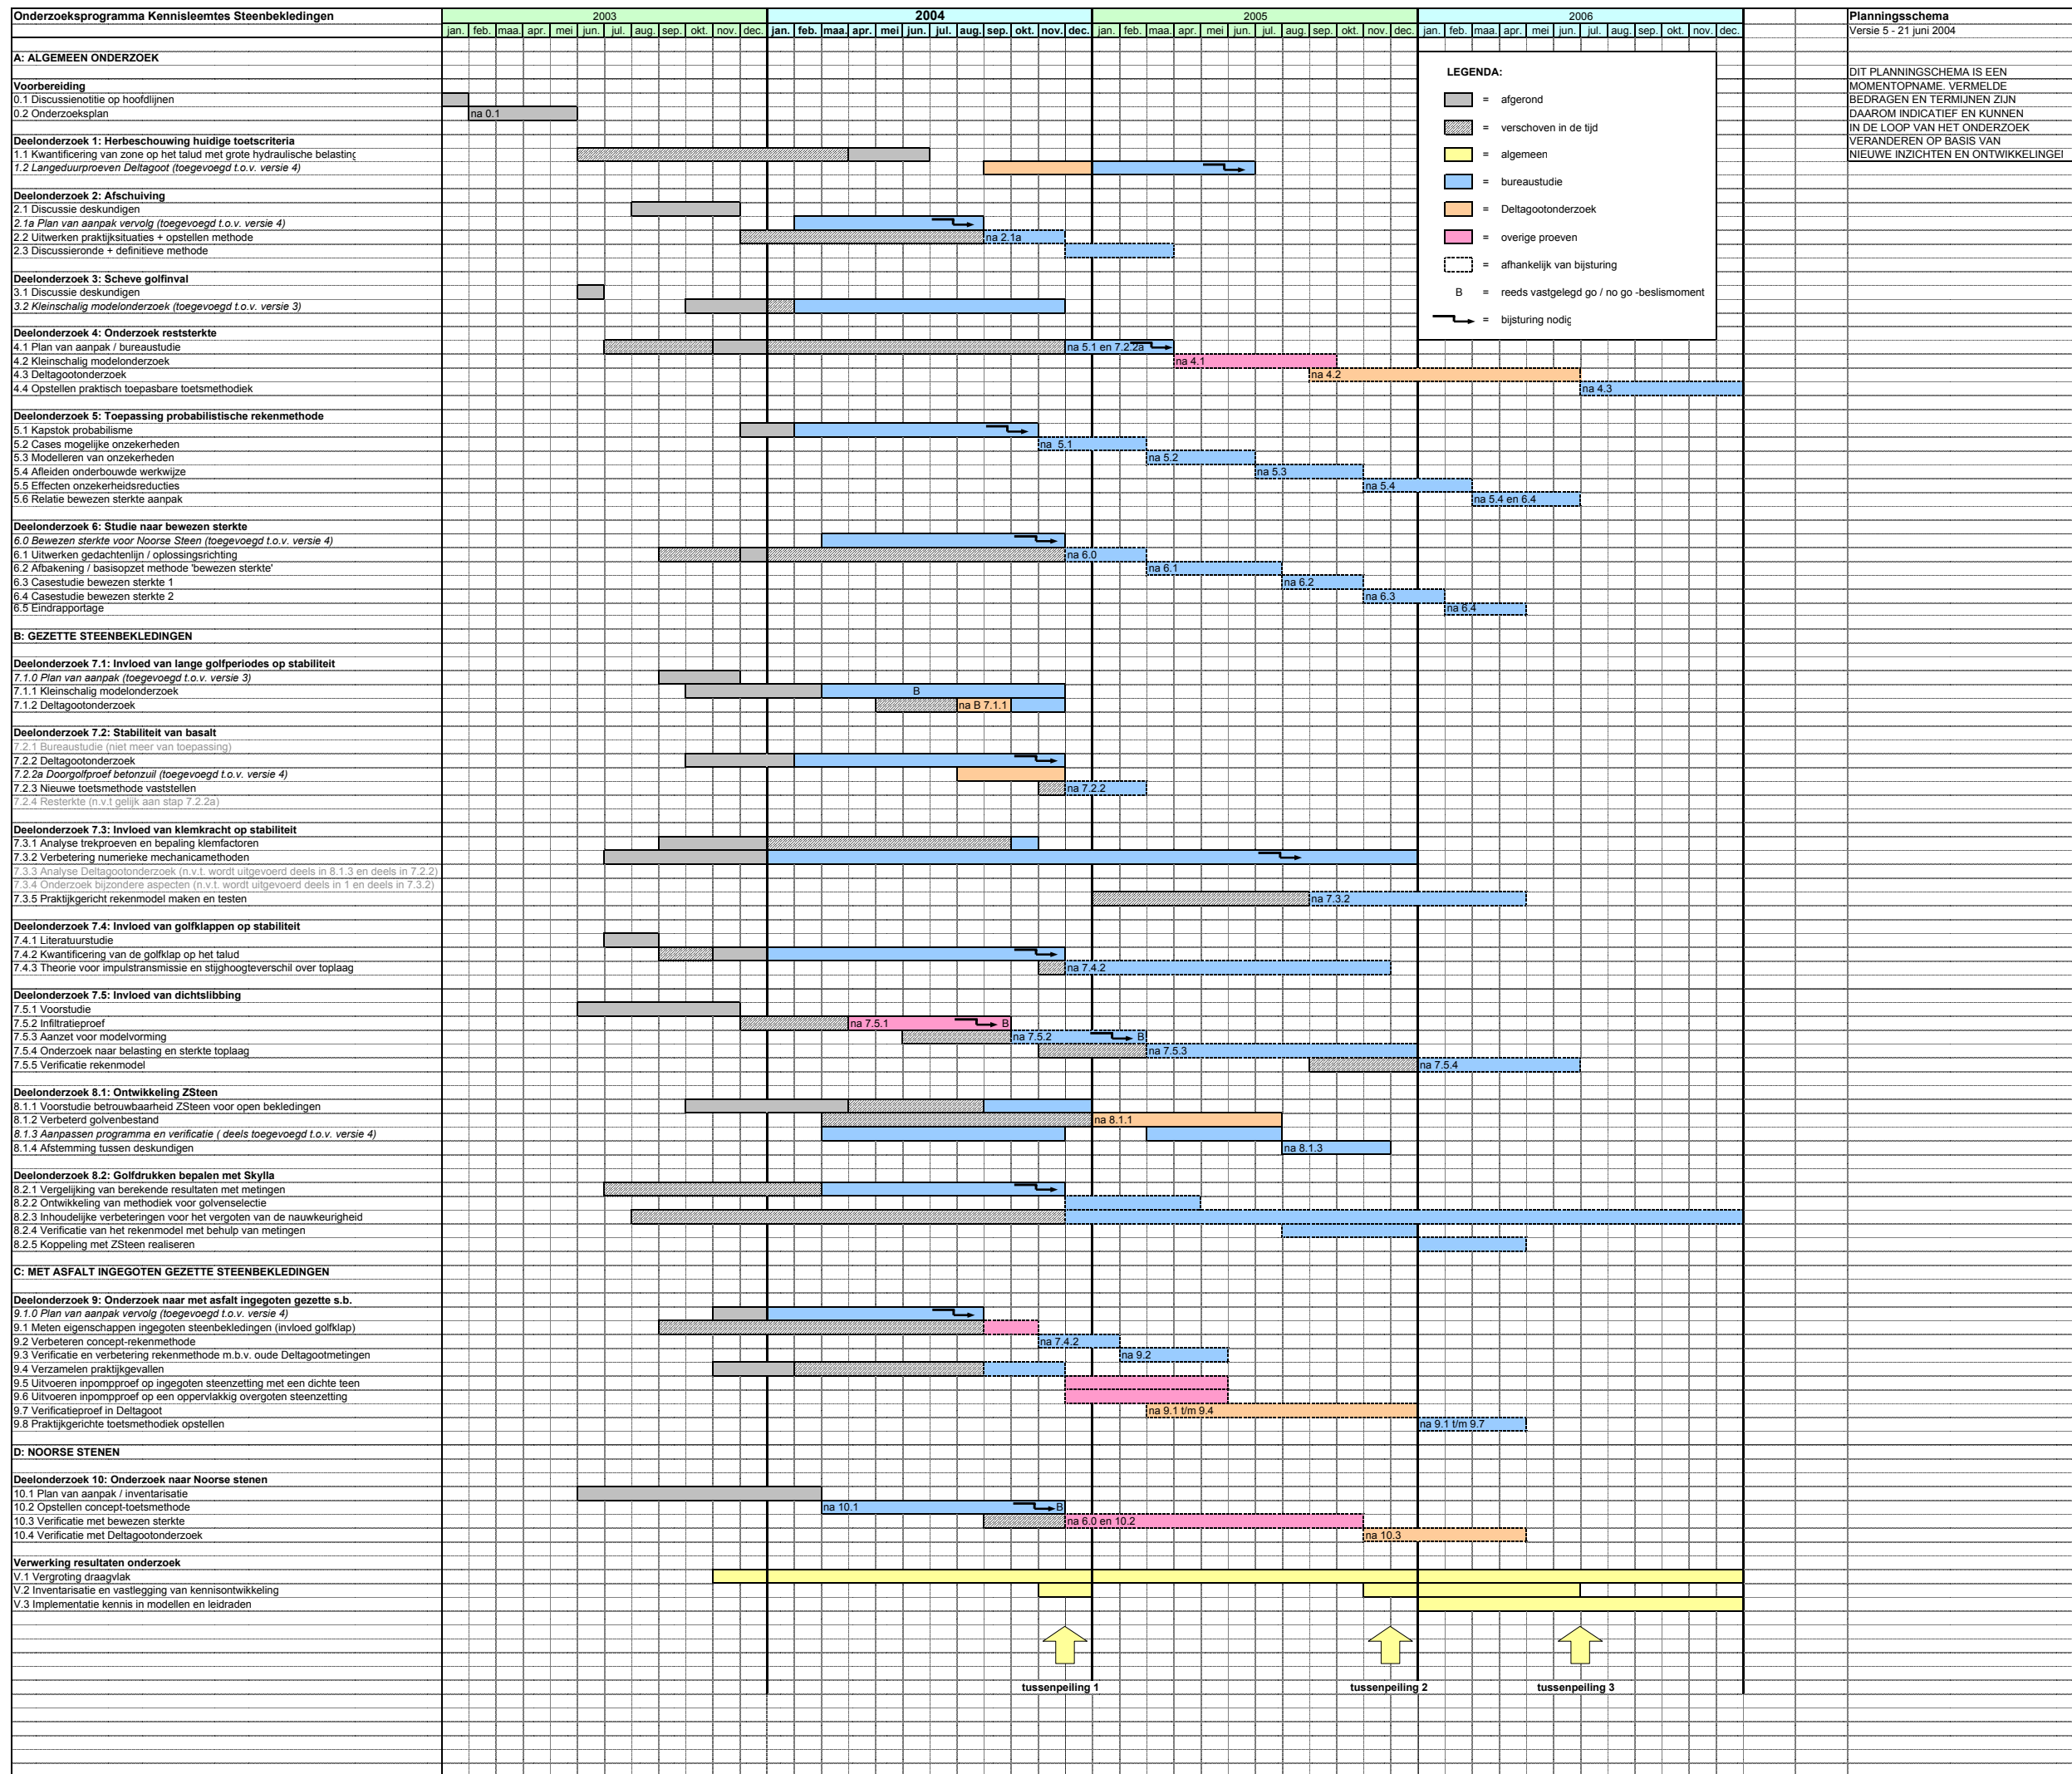 Onderzoeksprogramma Kennisleemtes Steenbekledingen
2003 2004 2005 2006
jan. feb. maa. apr. mei jun. jul. aug. sep. okt. nov. dec. jan. feb. maa. apr. mei jun. jul. aug. sep. okt. nov. dec. jan. feb. maa. apr. mei jun. jul. aug. sep. okt. nov. dec. jan. feb. maa. apr. mei jun. jul. aug. sep. okt. nov. dec.
Planningsschema
Versie 5 - 21 juni 2004
DIT PLANNINGSCHEMA IS EEN
MOMENTOPNAME. VERMELDE
BEDRAGEN EN TERMIJNEN ZIJN
DAAROM INDICATIEF EN KUNNEN
IN DE LOOP VAN HET ONDERZOEK
VERANDEREN OP BASIS VAN
NIEUWE INZICHTEN EN ONTWIKKELINGEI
LEGENDA:
= afgerond
= verschoven in de tijd
= algemeen
= bureaustudie
= Deltagootonderzoek
= overige proeven
= afhankelijk van bijsturing
B = reeds vastgelegd go / no go -beslismoment
= bijsturing nodig
A: ALGEMEEN ONDERZOEK
Voorbereiding
0.1 Discussienotitie op hoofdlijnen
0.2 Onderzoeksplan na 0.1
Deelonderzoek 1: Herbeschouwing huidige toetscriteria
1.1 Kwantificering van zone op het talud met grote hydraulische belasting
1.2 Langeduurproeven Deltagoot (toegevoegd t.o.v. versie 4)
Deelonderzoek 2: Afschuiving
2.1 Discussie deskundigen
2.1a Plan van aanpak vervolg (toegevoegd t.o.v. versie 4)
2.2 Uitwerken praktijksituaties + opstellen methode na 2.1a
2.3 Discussieronde + definitieve methode
Deelonderzoek 3: Scheve golfinval
3.1 Discussie deskundigen
3.2 Kleinschalig modelonderzoek (toegevoegd t.o.v. versie 3)
Deelonderzoek 4: Onderzoek reststerkte
4.1 Plan van aanpak / bureaustudie na 5.1 en 7.2.2a
4.2 Kleinschalig modelonderzoek na 4.1
4.3 Deltagootonderzoek na 4.2
4.4 Opstellen praktisch toepasbare toetsmethodiek na 4.3
Deelonderzoek 5: Toepassing probabilistische rekenmethode
5.1 Kapstok probabilisme
5.2 Cases mogelijke onzekerheden na 5.1
5.3 Modelleren van onzekerheden na 5.2
5.4 Afleiden onderbouwde werkwijze na 5.3
5.5 Effecten onzekerheidsreducties na 5.4
5.6 Relatie bewezen sterkte aanpak na 5.4 en 6.4
Deelonderzoek 6: Studie naar bewezen sterkte
6.0 Bewezen sterkte voor Noorse Steen (toegevoegd t.o.v. versie 4)
6.1 Uitwerken gedachtenlijn / oplossingsrichting na 6.0
6.2 Afbakening / basisopzet methode 'bewezen sterkte' na 6.1
6.3 Casestudie bewezen sterkte 1 na 6.2
6.4 Casestudie bewezen sterkte 2 na 6.3
6.5 Eindrapportage na 6.4
B: GEZETTE STEENBEKLEDINGEN
Deelonderzoek 7.1: Invloed van lange golfperiodes op stabiliteit
7.1.0 Plan van aanpak (toegevoegd t.o.v. versie 3)
7.1.1 Kleinschalig modelonderzoek B
7.1.2 Deltagootonderzoek na B 7.1.1
Deelonderzoek 7.2: Stabiliteit van basalt
7.2.1 Bureaustudie (niet meer van toepassing)
7.2.2 Deltagootonderzoek
7.2.2a Doorgolfproef betonzuil (toegevoegd t.o.v. versie 4)
7.2.3 Nieuwe toetsmethode vaststellen na 7.2.2
7.2.4 Resterkte (n.v.t gelijk aan stap 7.2.2a)
Deelonderzoek 7.3: Invloed van klemkracht op stabiliteit
7.3.1 Analyse trekproeven en bepaling klemfactoren
7.3.2 Verbetering numerieke mechanicamethoden
7.3.3 Analyse Deltagootonderzoek (n.v.t. wordt uitgevoerd deels in 8.1.3 en deels in 7.2.2)
7.3.4 Onderzoek bijzondere aspecten (n.v.t. wordt uitgevoerd deels in 1 en deels in 7.3.2)
7.3.5 Praktijkgericht rekenmodel maken en testen na 7.3.2
Deelonderzoek 7.4: Invloed van golfklappen op stabiliteit
7.4.1 Literatuurstudie
7.4.2 Kwantificering van de golfklap op het talud
7.4.3 Theorie voor impulstransmissie en stijghoogteverschil over toplaag na 7.4.2
Deelonderzoek 7.5: Invloed van dichtslibbing
7.5.1 Voorstudie
7.5.2 Infiltratieproef na 7.5.1 B
7.5.3 Aanzet voor modelvorming na 7.5.2 B
7.5.4 Onderzoek naar belasting en sterkte toplaag na 7.5.3
7.5.5 Verificatie rekenmodel na 7.5.4
Deelonderzoek 8.1: Ontwikkeling ZSteen
8.1.1 Voorstudie betrouwbaarheid ZSteen voor open bekledingen
8.1.2 Verbeterd golvenbestand na 8.1.1
8.1.3 Aanpassen programma en verificatie ( deels toegevoegd t.o.v. versie 4)
8.1.4 Afstemming tussen deskundigen na 8.1.3
Deelonderzoek 8.2: Golfdrukken bepalen met Skylla
8.2.1 Vergelijking van berekende resultaten met metingen
8.2.2 Ontwikkeling van methodiek voor golvenselectie
8.2.3 Inhoudelijke verbeteringen voor het vergoten van de nauwkeurigheid
8.2.4 Verificatie van het rekenmodel met behulp van metingen
8.2.5 Koppeling met ZSteen realiseren
C: MET ASFALT INGEGOTEN GEZETTE STEENBEKLEDINGEN
Deelonderzoek 9: Onderzoek naar met asfalt ingegoten gezette s.b.
9.1.0 Plan van aanpak vervolg (toegevoegd t.o.v. versie 4)
9.1 Meten eigenschappen ingegoten steenbekledingen (invloed golfklap)
9.2 Verbeteren concept-rekenmethode na 7.4.2
9.3 Verificatie en verbetering rekenmethode m.b.v. oude Deltagootmetingen na 9.2
9.4 Verzamelen praktijkgevallen
9.5 Uitvoeren inpompproef op ingegoten steenzetting met een dichte teen
9.6 Uitvoeren inpompproef op een oppervlakkig overgoten steenzetting
9.7 Verificatieproef in Deltagoot na 9.1 t/m 9.4
9.8 Praktijkgerichte toetsmethodiek opstellen na 9.1 t/m 9.7
D: NOORSE STENEN
Deelonderzoek 10: Onderzoek naar Noorse stenen
10.1 Plan van aanpak / inventarisatie
10.2 Opstellen concept-toetsmethode na 10.1 B
10.3 Verificatie met bewezen sterkte na 6.0 en 10.2
10.4 Verificatie met Deltagootonderzoek na 10.3
Verwerking resultaten onderzoek
V.1 Vergroting draagvlak
V.2 Inventarisatie en vastlegging van kennisontwikkeling
V.3 Implementatie kennis in modellen en leidraden
tussenpeiling 1 tussenpeiling 2 tussenpeiling 3